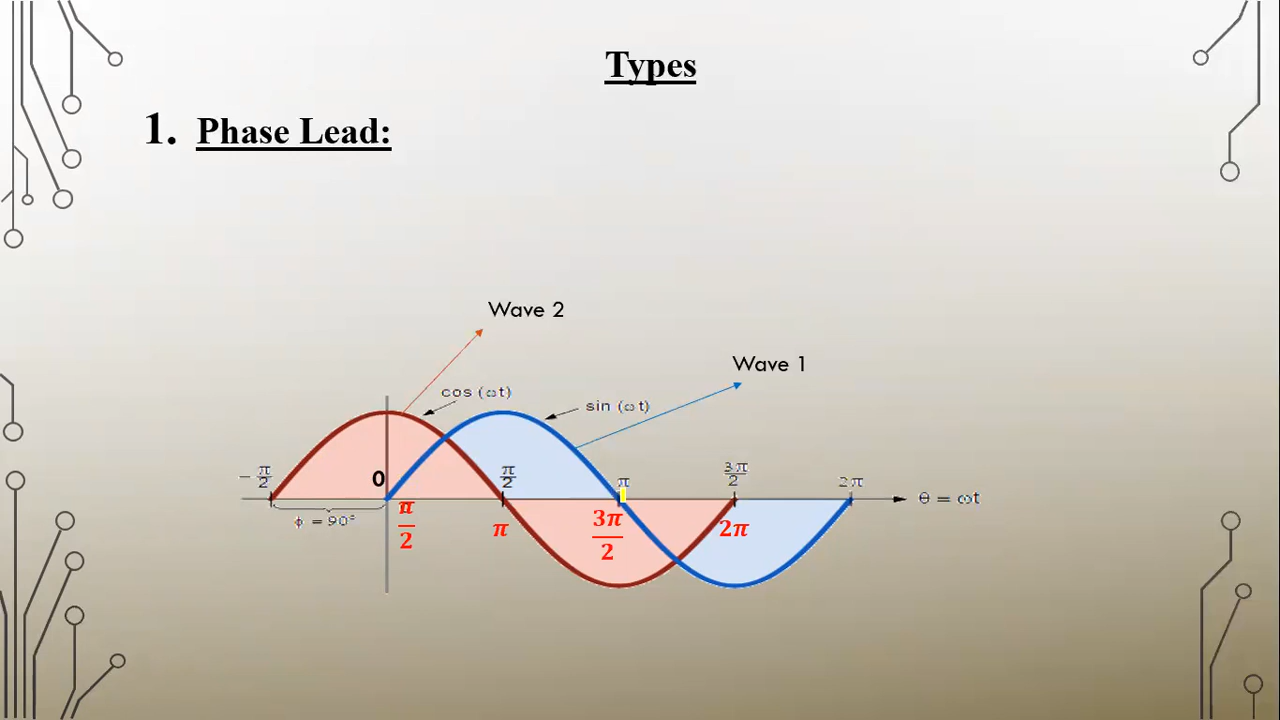 Types
1. Phase Lead:
Wave 2
Wave 1
cos (ωt)
sin (ωt)
− π/2
0
π/2
π
3π/2
2π
θ = ωt
ϕ = 90°
π/2
π
3π/2
2π